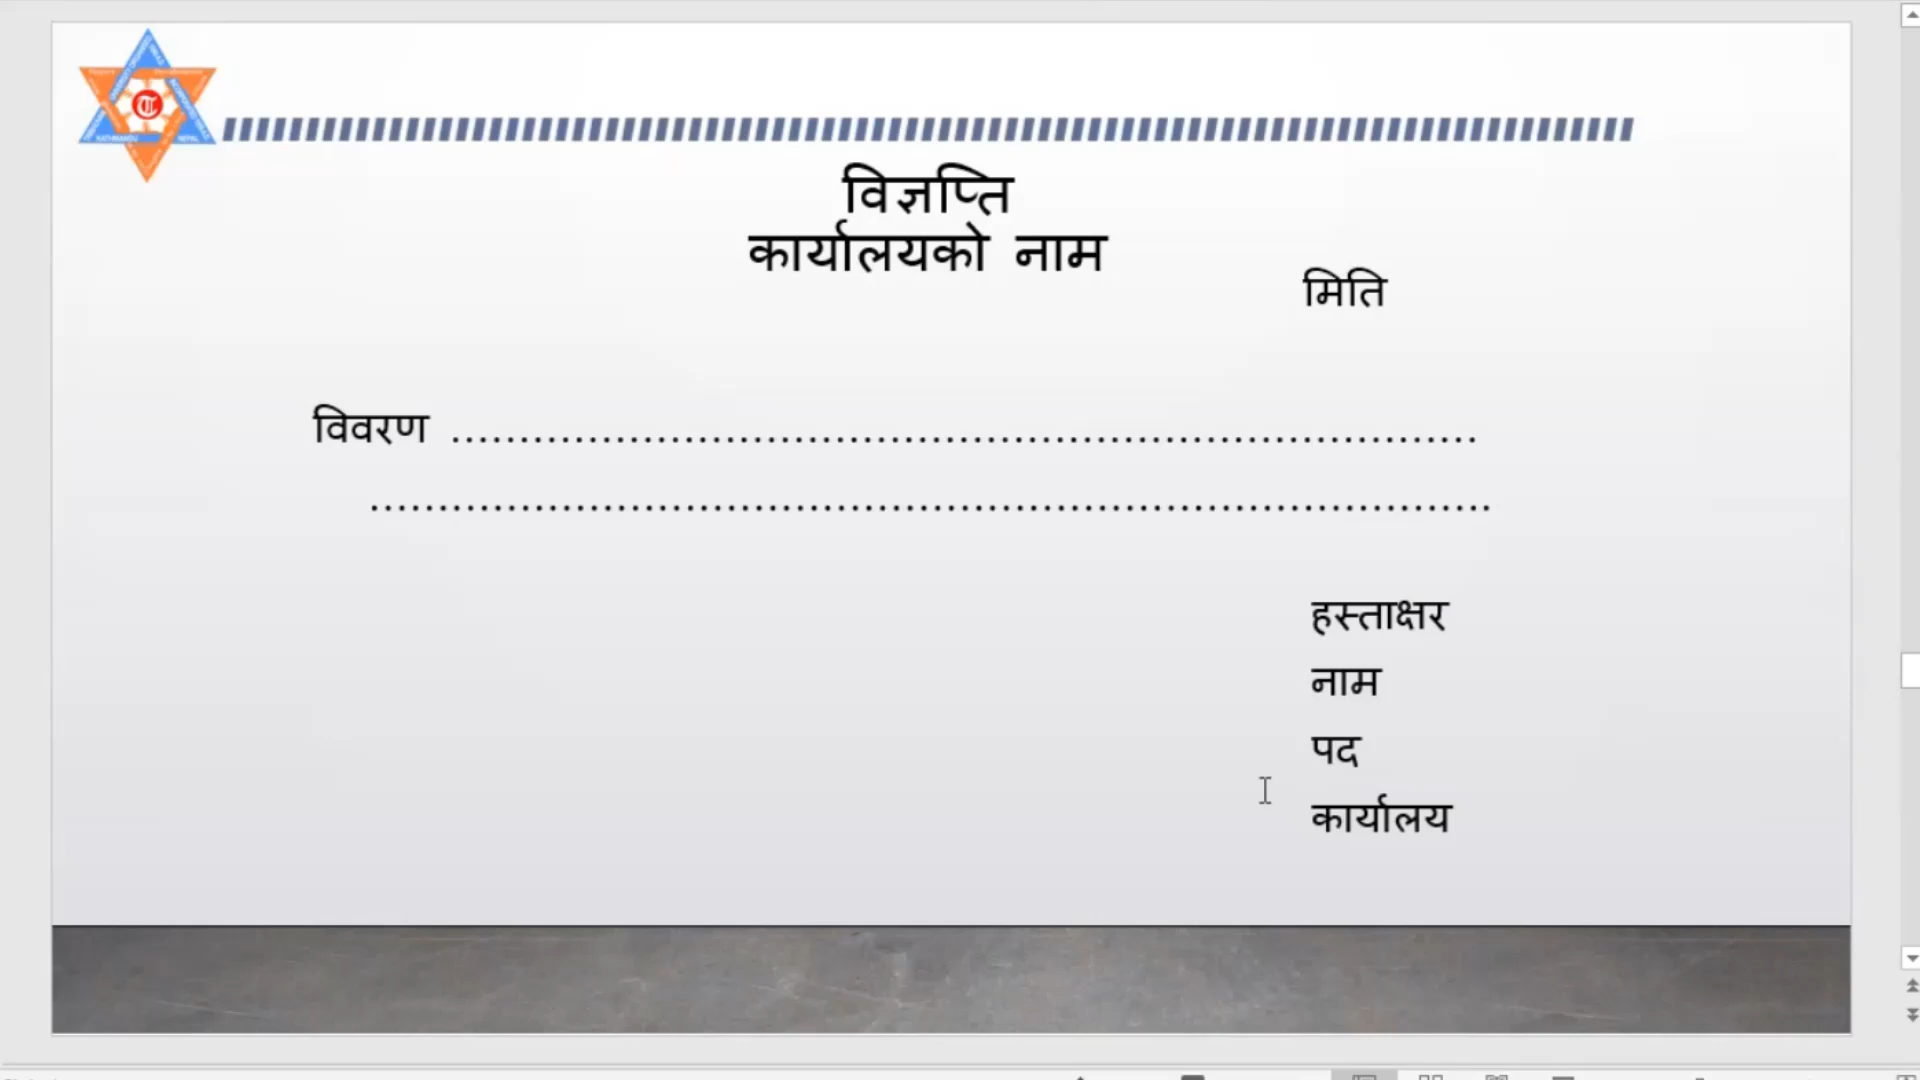 विज्ञप्ति
कार्यालयको नाम
मिति
विवरण ...........................................................................
..................................................................................
हस्ताक्षर
नाम
पद
कार्यालय